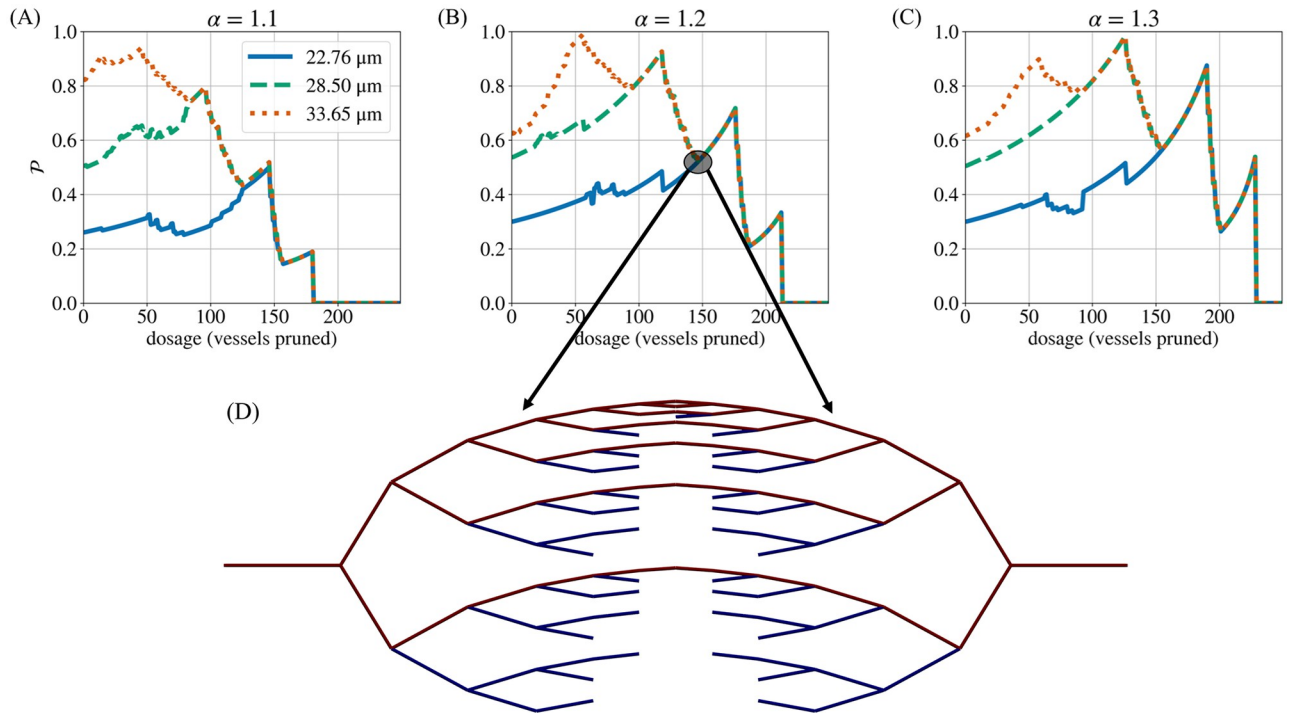 (A)
α = 1.1
(B)
α = 1.2
(C)
α = 1.3
𝒫
1.0
0.8
0.6
0.4
0.2
0.0
22.76 μm
28.50 μm
33.65 μm
0 50 100 150 200
dosage (vessels pruned)
1.0
0.8
0.6
0.4
0.2
0.0
0 50 100 150 200
dosage (vessels pruned)
1.0
0.8
0.6
0.4
0.2
0.0
0 50 100 150 200
dosage (vessels pruned)
(D)